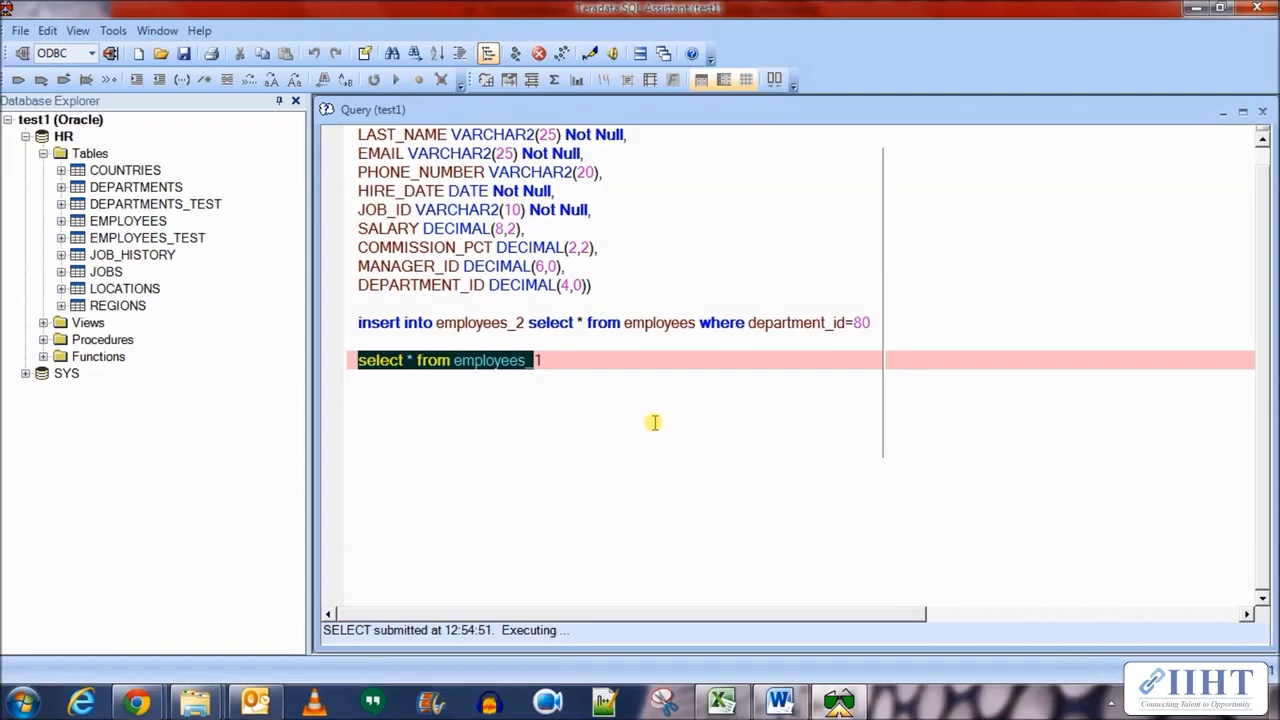 Teradata SQL Assistant (test1)
File Edit View Tools Window Help
ODBC
Database Explorer
test1 (Oracle)
HR
Tables
COUNTRIES
DEPARTMENTS
DEPARTMENTS_TEST
EMPLOYEES
EMPLOYEES_TEST
JOB_HISTORY
JOBS
LOCATIONS
REGIONS
Views
Procedures
Functions
SYS
Query (test1)
LAST_NAME VARCHAR2(25) Not Null,
EMAIL VARCHAR2(25) Not Null,
PHONE_NUMBER VARCHAR2(20),
HIRE_DATE DATE Not Null,
JOB_ID VARCHAR2(10) Not Null,
SALARY DECIMAL(8,2),
COMMISSION_PCT DECIMAL(2,2),
MANAGER_ID DECIMAL(6,0),
DEPARTMENT_ID DECIMAL(4,0))
insert into employees_2 select * from employees where department_id=80
select * from employees_1
SELECT submitted at 12:54:51. Executing ...
IIHT
Connecting Talent to Opportunity